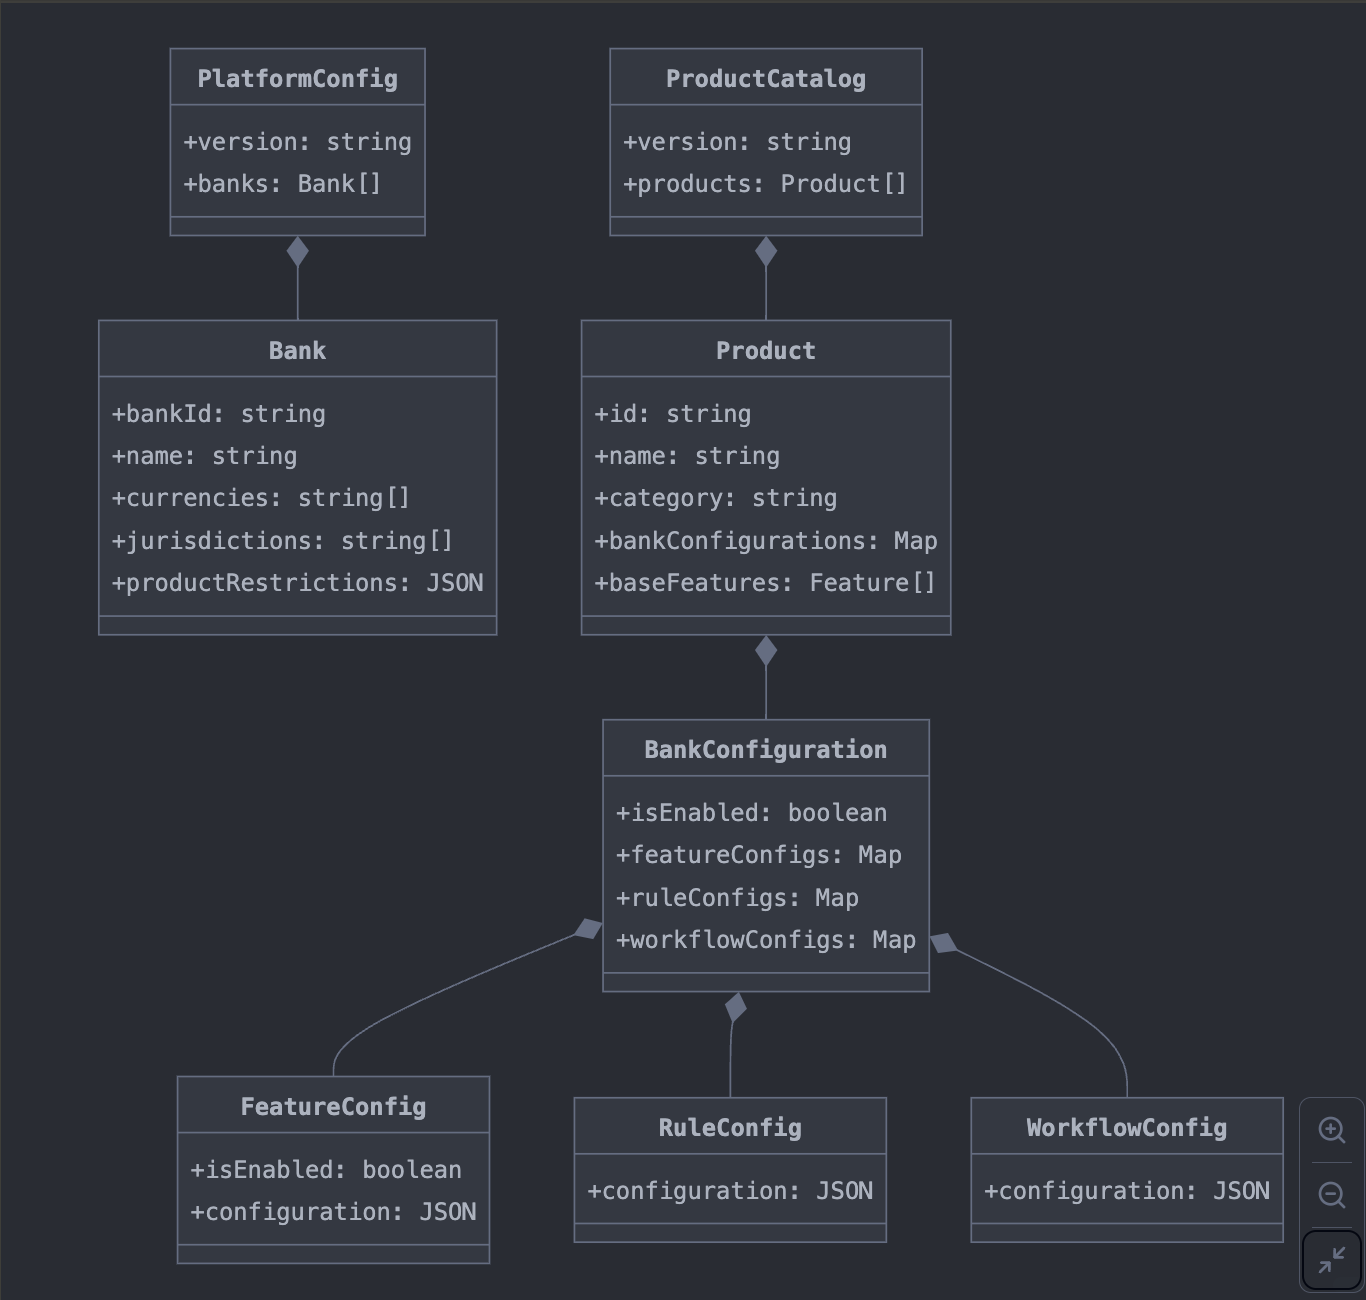 PlatformConfig
+version: string
+banks: Bank[]
ProductCatalog
+version: string
+products: Product[]
Bank
+bankId: string
+name: string
+currencies: string[]
+jurisdictions: string[]
+productRestrictions: JSON
Product
+id: string
+name: string
+category: string
+bankConfigurations: Map
+baseFeatures: Feature[]
BankConfiguration
+isEnabled: boolean
+featureConfigs: Map
+ruleConfigs: Map
+workflowConfigs: Map
FeatureConfig
+isEnabled: boolean
+configuration: JSON
RuleConfig
+configuration: JSON
WorkflowConfig
+configuration: JSON